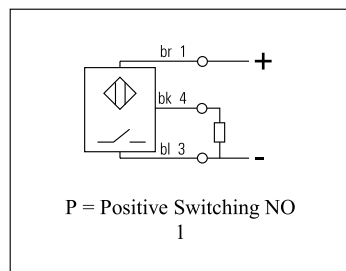 br 1 +
bk 4
bl 3 -
P = Positive Switching NO
1